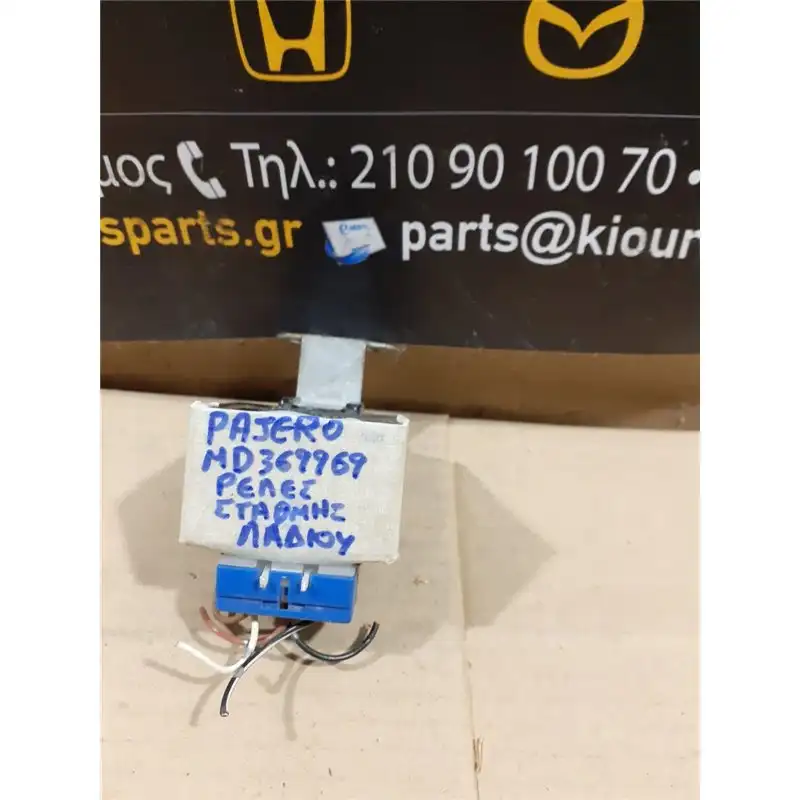 μος Τηλ.: 210 90 100 70 •
sparts.gr parts@kiour
PAJERO
MD369969
ΡΕΛΕΣ
ΣΤΑΘΜΗΣ
ΛΑΔΙΟΥ